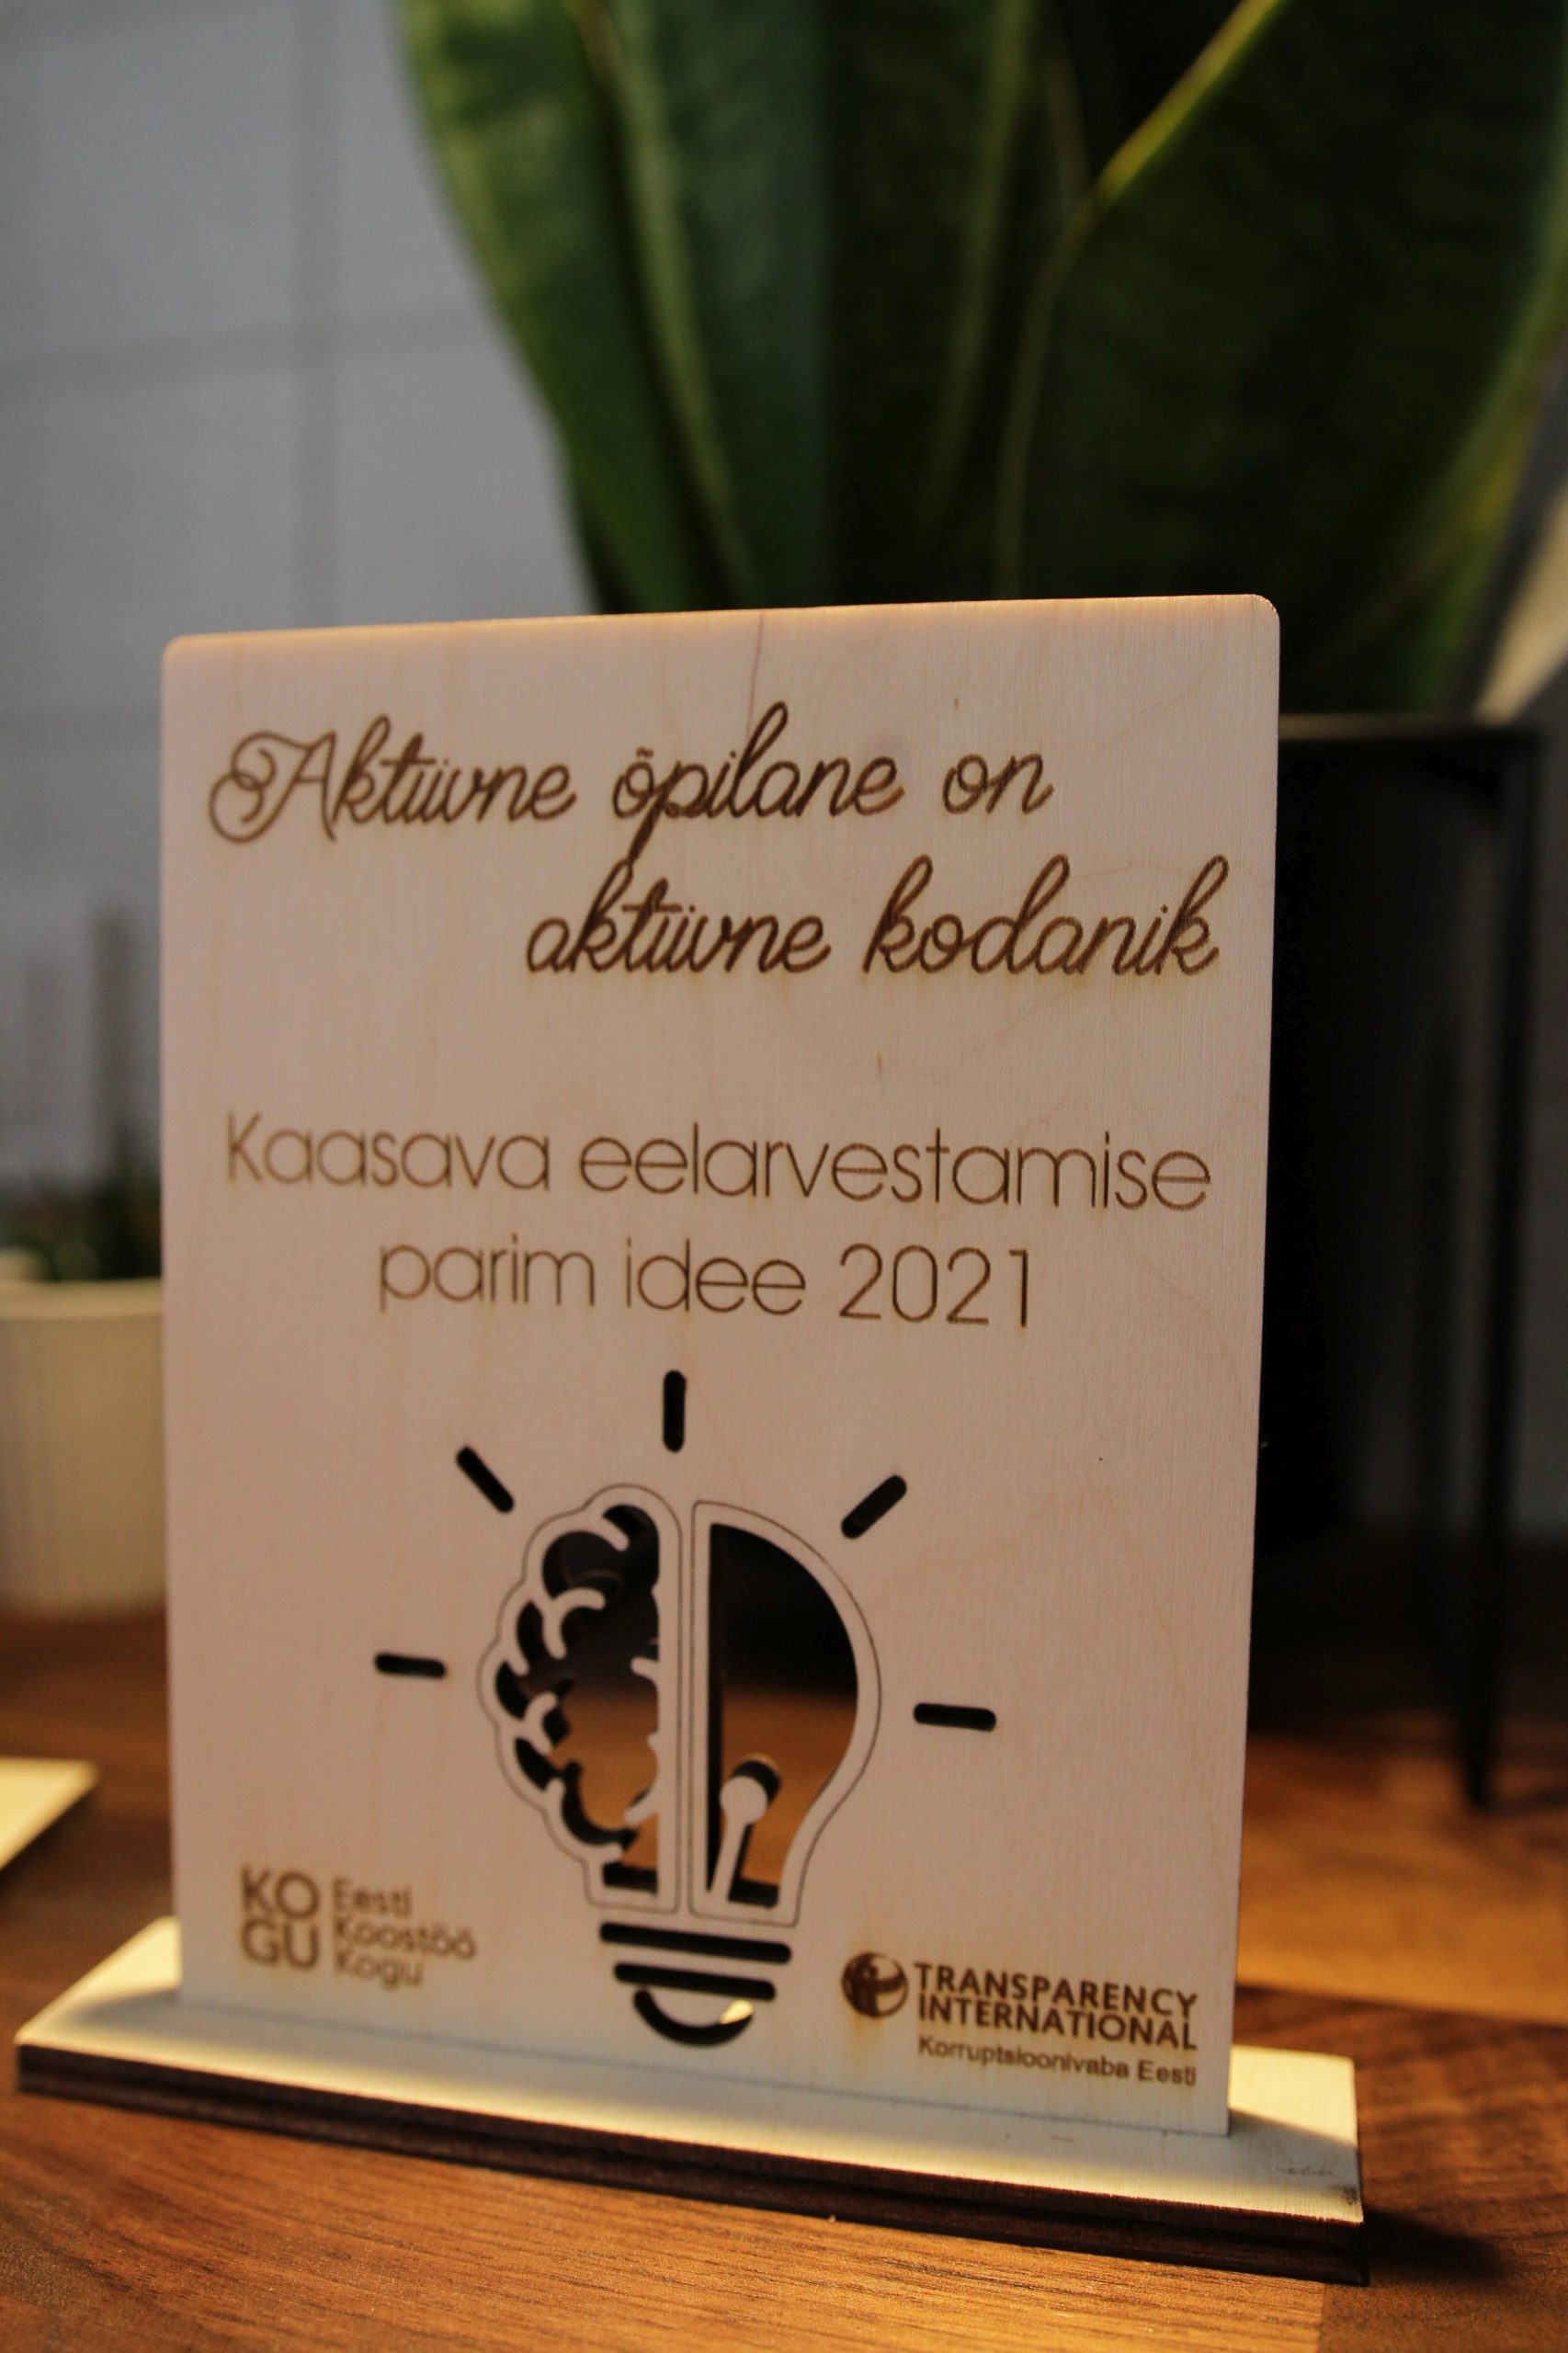 Aktiivne õpilane on
aktiivne kodanik
Kaasava eelarvestamise
parim idee 2021
KO
GU
Eesti
Koostöö
Kogu
TRANSPARENCY
INTERNATIONAL
Korruptsioonivaba Eesti